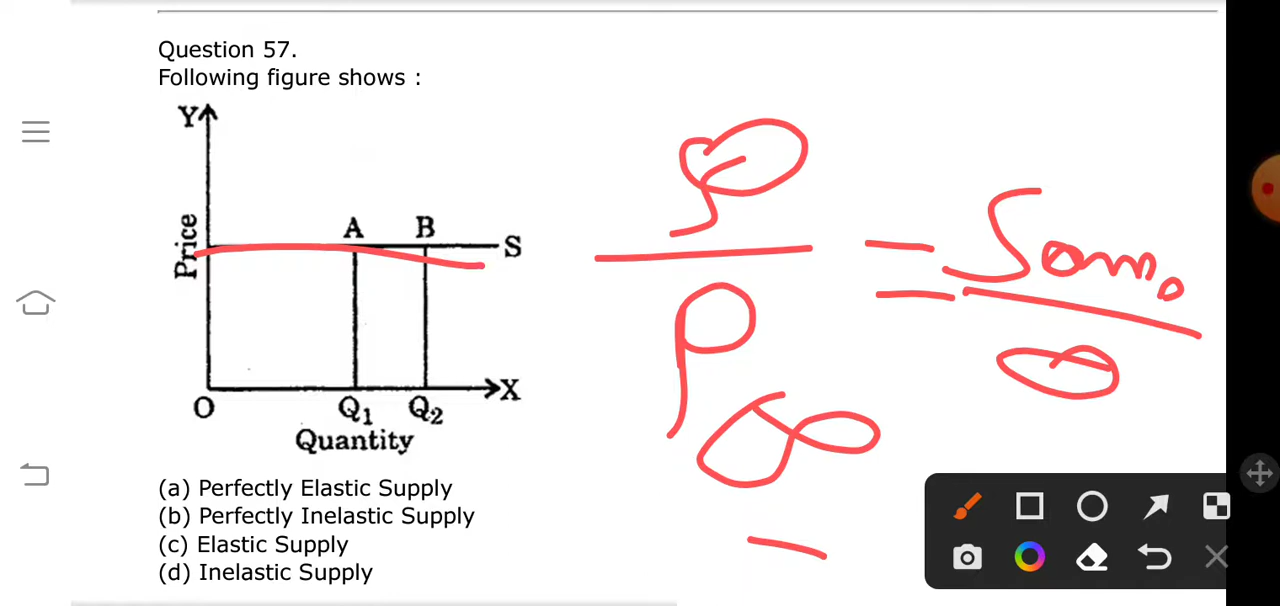 Question 57.
Following figure shows :
Y
Price
A B
S
O Q1 Q2 X
Quantity
(a) Perfectly Elastic Supply
(b) Perfectly Inelastic Supply
(c) Elastic Supply
(d) Inelastic Supply